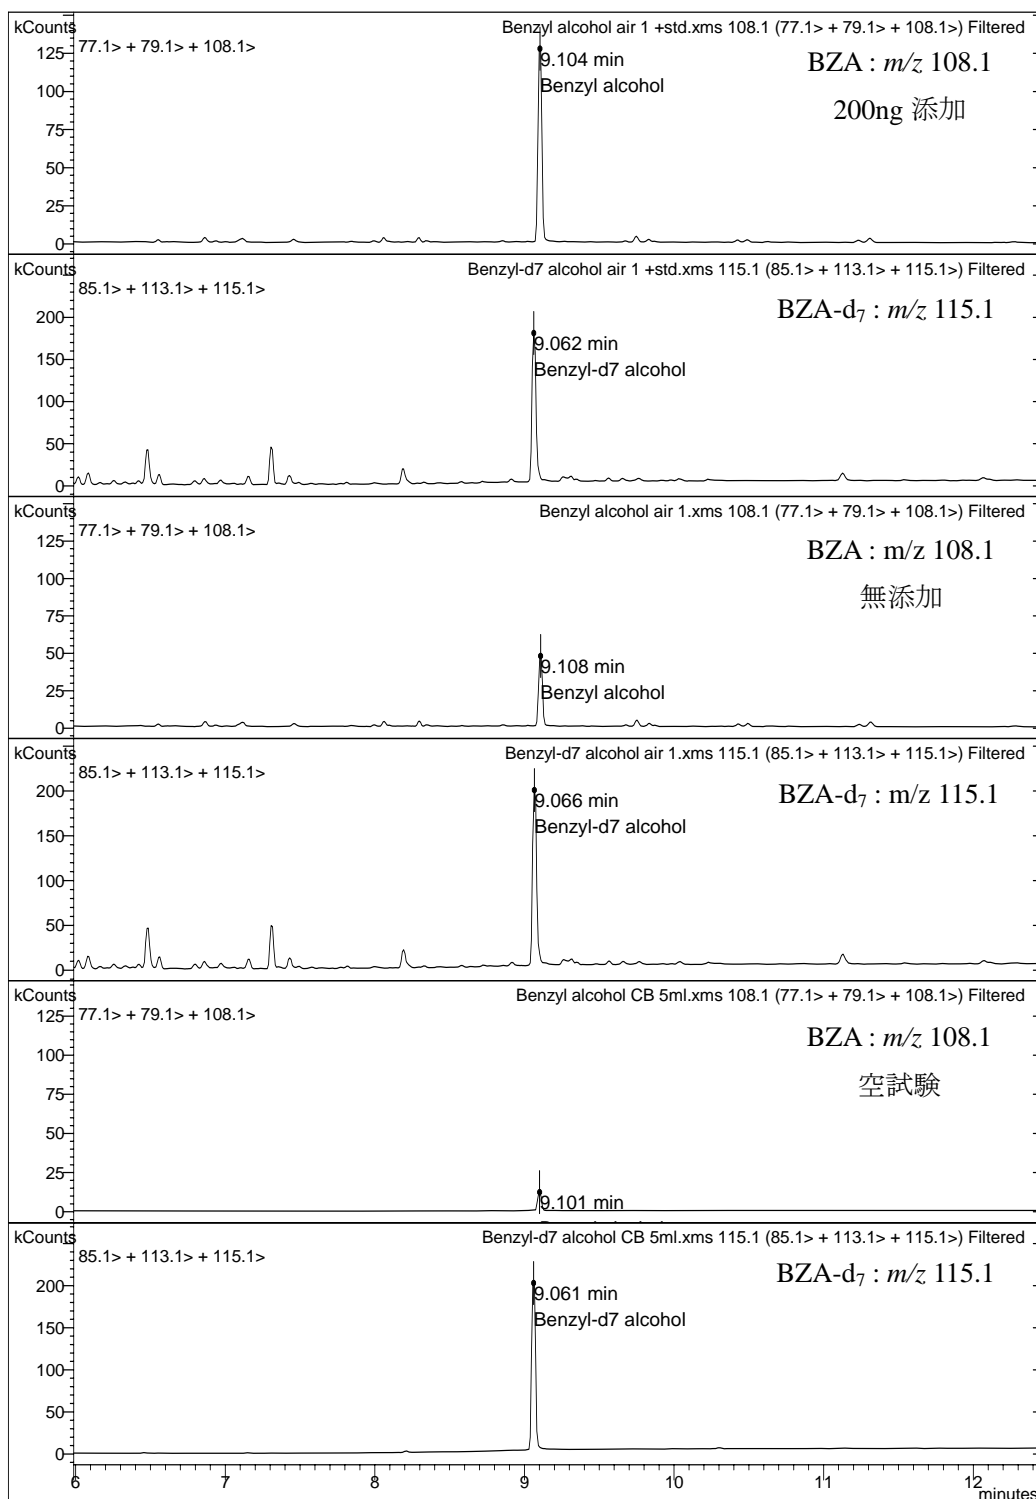 kCounts
Benzyl alcohol air 1 +std.xms 108.1 (77.1> + 79.1> + 108.1>) Filtered
77.1> + 79.1> + 108.1>
BZA : m/z 108.1
200ng 添加
9.104 min
Benzyl alcohol
125
100
75
50
25
0
kCounts
Benzyl-d7 alcohol air 1 +std.xms 115.1 (85.1> + 113.1> + 115.1>) Filtered
85.1> + 113.1> + 115.1>
BZA-d7 : m/z 115.1
9.062 min
Benzyl-d7 alcohol
200
150
100
50
0
kCounts
Benzyl alcohol air 1.xms 108.1 (77.1> + 79.1> + 108.1>) Filtered
77.1> + 79.1> + 108.1>
BZA : m/z 108.1
無添加
9.108 min
Benzyl alcohol
125
100
75
50
25
0
kCounts
Benzyl-d7 alcohol air 1.xms 115.1 (85.1> + 113.1> + 115.1>) Filtered
85.1> + 113.1> + 115.1>
BZA-d7 : m/z 115.1
9.066 min
Benzyl-d7 alcohol
200
150
100
50
0
kCounts
Benzyl alcohol CB 5ml.xms 108.1 (77.1> + 79.1> + 108.1>) Filtered
77.1> + 79.1> + 108.1>
BZA : m/z 108.1
空試験
9.101 min
125
100
75
50
25
0
kCounts
Benzyl-d7 alcohol CB 5ml.xms 115.1 (85.1> + 113.1> + 115.1>) Filtered
85.1> + 113.1> + 115.1>
BZA-d7 : m/z 115.1
9.061 min
Benzyl-d7 alcohol
200
150
100
50
0
6 7 8 9 10 11 12
minutes